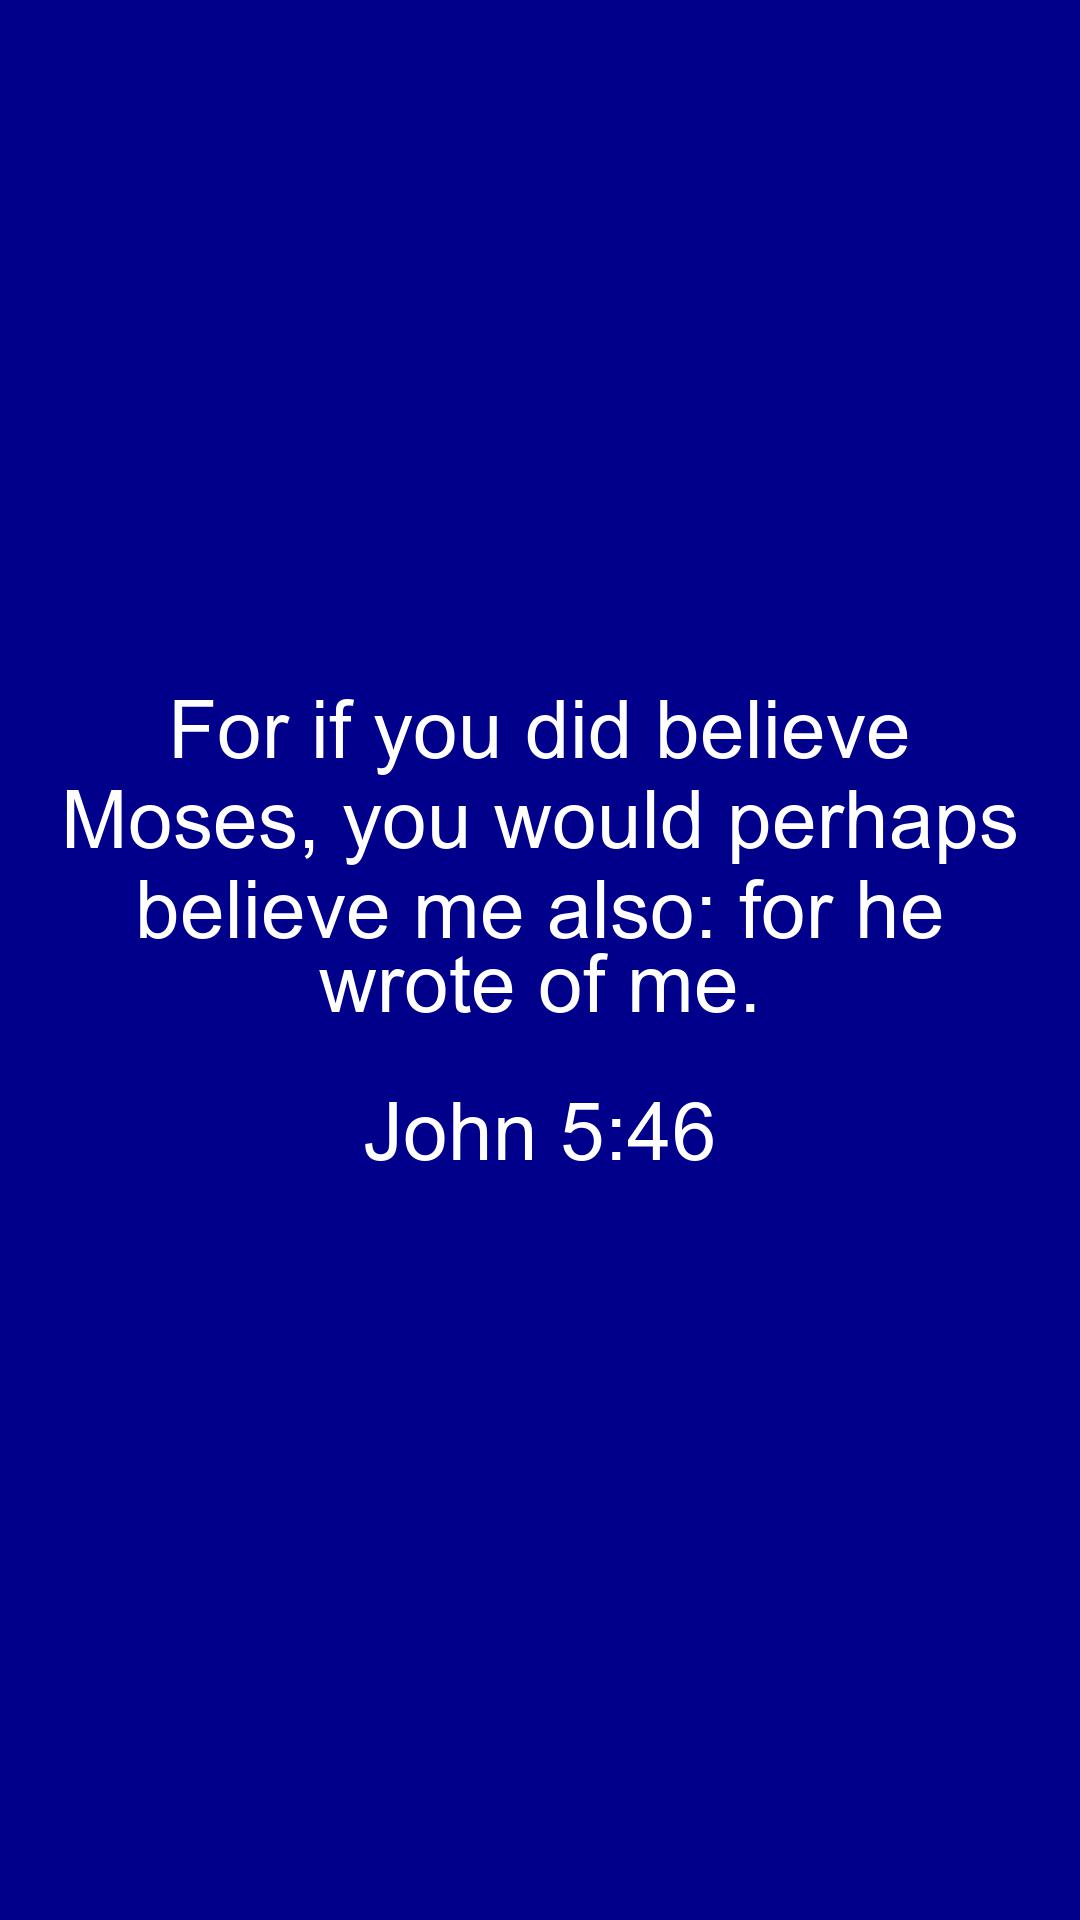 For if you did believe
Moses, you would perhaps
believe me also: for he
wrote of me.
John 5:46